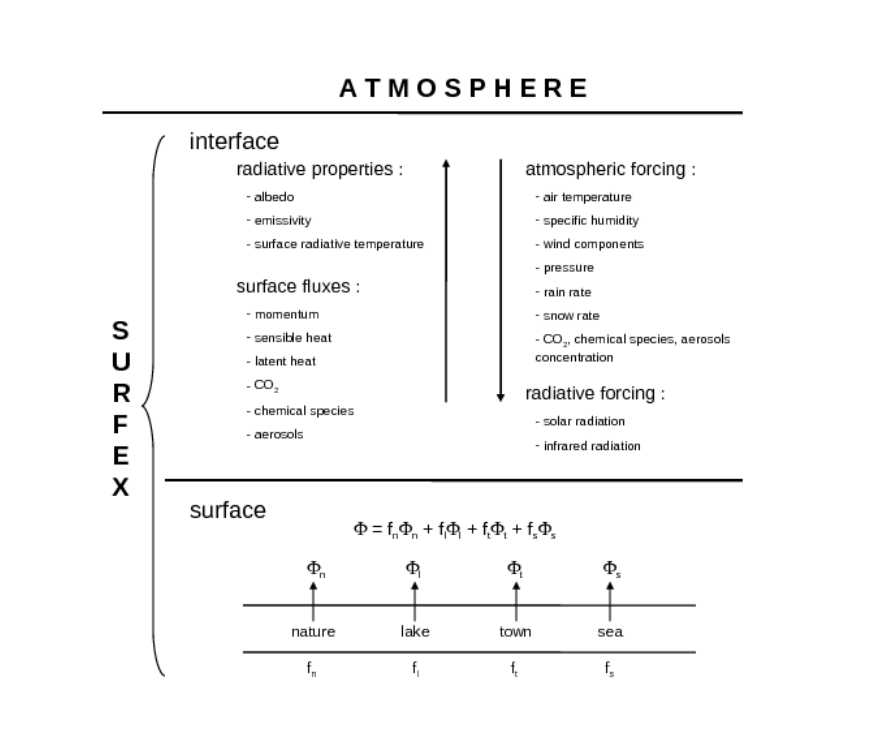 ATMOSPHERE
SURFEX
interface
radiative properties :
- albedo
- emissivity
- surface radiative temperature
surface fluxes :
- momentum
- sensible heat
- latent heat
- CO₂
- chemical species
- aerosols
atmospheric forcing :
- air temperature
- specific humidity
- wind components
- pressure
- rain rate
- snow rate
- CO₂, chemical species, aerosols
concentration
radiative forcing :
- solar radiation
- infrared radiation
surface
Φ = fₙΦₙ + fₗΦₗ + fₜΦₜ + fₛΦₛ
Φₙ Φₗ Φₜ Φₛ
nature lake town sea
fₙ fₗ fₜ fₛ